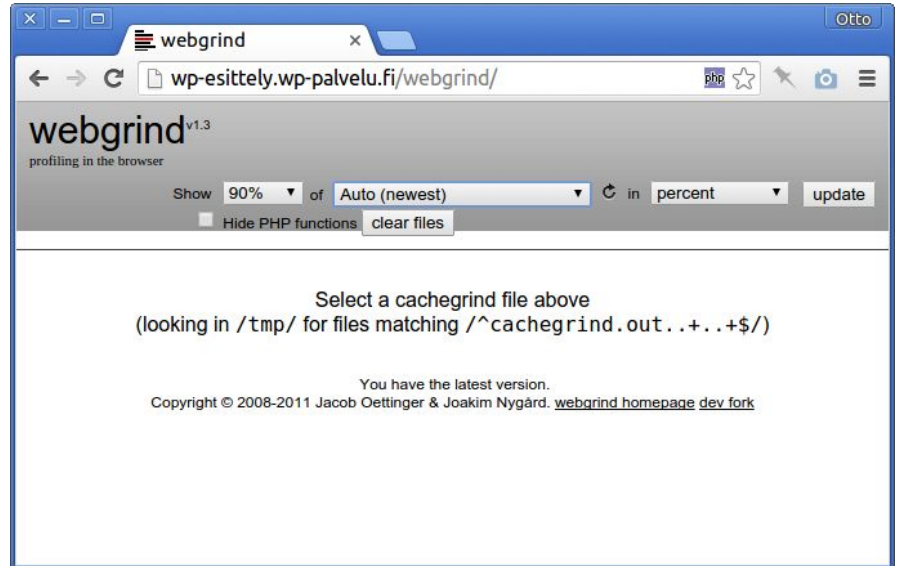 Otto
webgrind
wp-esittely.wp-palvelu.fi/webgrind/
php
webgrind v1.3
profiling in the browser
Show 90% of Auto (newest) in percent update
Hide PHP functions clear files
Select a cachegrind file above
(looking in /tmp/ for files matching /^cachegrind.out..+..+$/)
You have the latest version.
Copyright © 2008-2011 Jacob Oettinger & Joakim Nygård. webgrind homepage dev fork